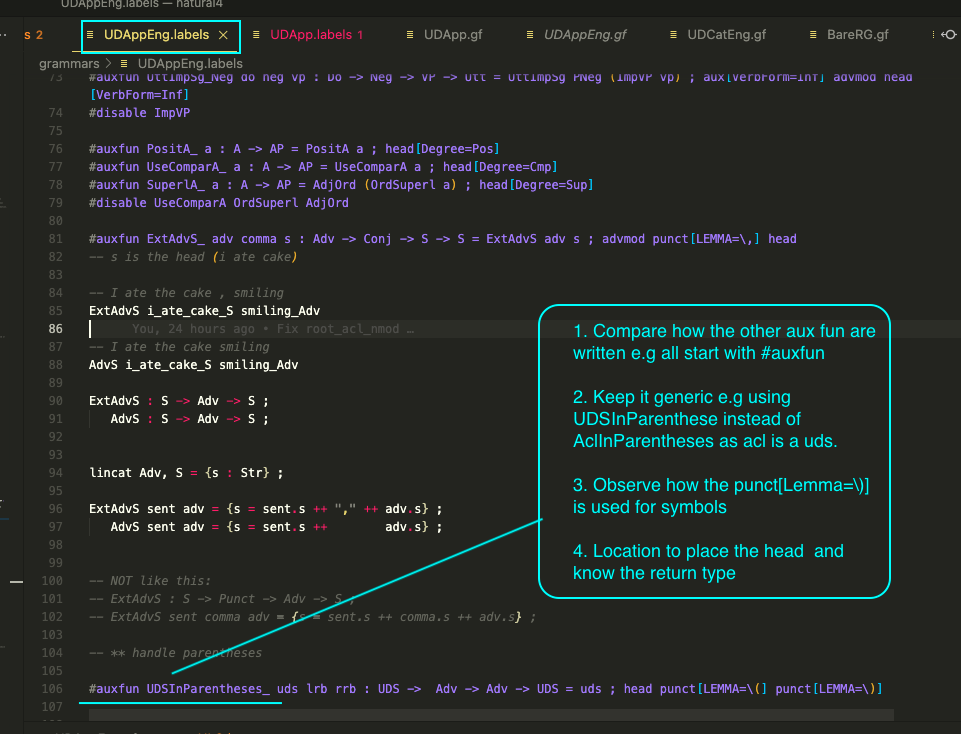 UDAppEng.labels — natural4
s 2
UDAppEng.labels
UDApp.labels 1
UDApp.gf
UDAppEng.gf
UDCatEng.gf
BareRG.gf
grammars > UDAppEng.labels
73 #auxfun UttImpSg_Neg do neg vp : Do -> Neg -> VP -> Utt = UttImpSg PNeg (ImpVP vp) ; aux[VerbForm=Inf] advmod head
[VerbForm=Inf]
74 #disable ImpVP
75
76 #auxfun PositA_ a : A -> AP = PositA a ; head[Degree=Pos]
77 #auxfun UseComparA_ a : A -> AP = UseComparA a ; head[Degree=Cmp]
78 #auxfun SuperlA_ a : A -> AP = AdjOrd (OrdSuperl a) ; head[Degree=Sup]
79 #disable UseComparA OrdSuperl AdjOrd
80
81 #auxfun ExtAdvS_ adv comma s : Adv -> Conj -> S -> S = ExtAdvS adv s ; advmod punct[LEMMA=\,] head
82 -- s is the head (i ate cake)
83
84 -- I ate the cake , smiling
85 ExtAdvS i_ate_cake_S smiling_Adv
86 You, 24 hours ago • Fix root_acl_nmod …
87 -- I ate the cake smiling
88 AdvS i_ate_cake_S smiling_Adv
89
90 ExtAdvS : S -> Adv -> S ;
91 AdvS : S -> Adv -> S ;
92
93
94 lincat Adv, S = {s : Str} ;
95
96 ExtAdvS sent adv = {s = sent.s ++ "," ++ adv.s} ;
97 AdvS sent adv = {s = sent.s ++ adv.s} ;
98
99
100 -- NOT like this:
101 -- ExtAdvS : S -> Punct -> Adv -> S ;
102 -- ExtAdvS sent comma adv = {s = sent.s ++ comma.s ++ adv.s} ;
103
104 -- ** handle parentheses
105
106 #auxfun UDSInParentheses_ uds lrb rrb : UDS -> Adv -> Adv -> UDS = uds ; head punct[LEMMA=\(] punct[LEMMA=\)]
107
1. Compare how the other aux fun are
written e.g all start with #auxfun
2. Keep it generic e.g using
UDSInParenthese instead of
AclInParentheses as acl is a uds.
3. Observe how the punct[Lemma=\)]
is used for symbols
4. Location to place the head and
know the return type